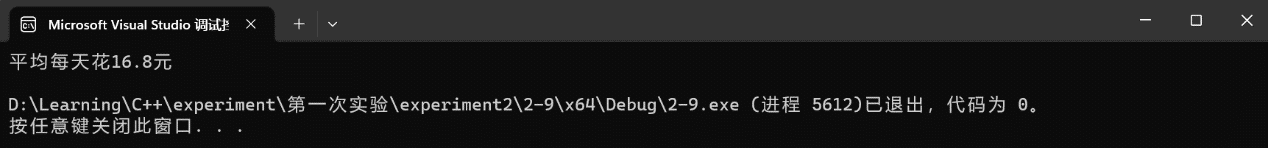 Microsoft Visual Studio 调试
平均每天花16.8元
D:\Learning\C++\experiment\第一次实验\experiment2\2-9\x64\Debug\2-9.exe (进程 5612)已退出，代码为 0。
按任意键关闭此窗口. . .